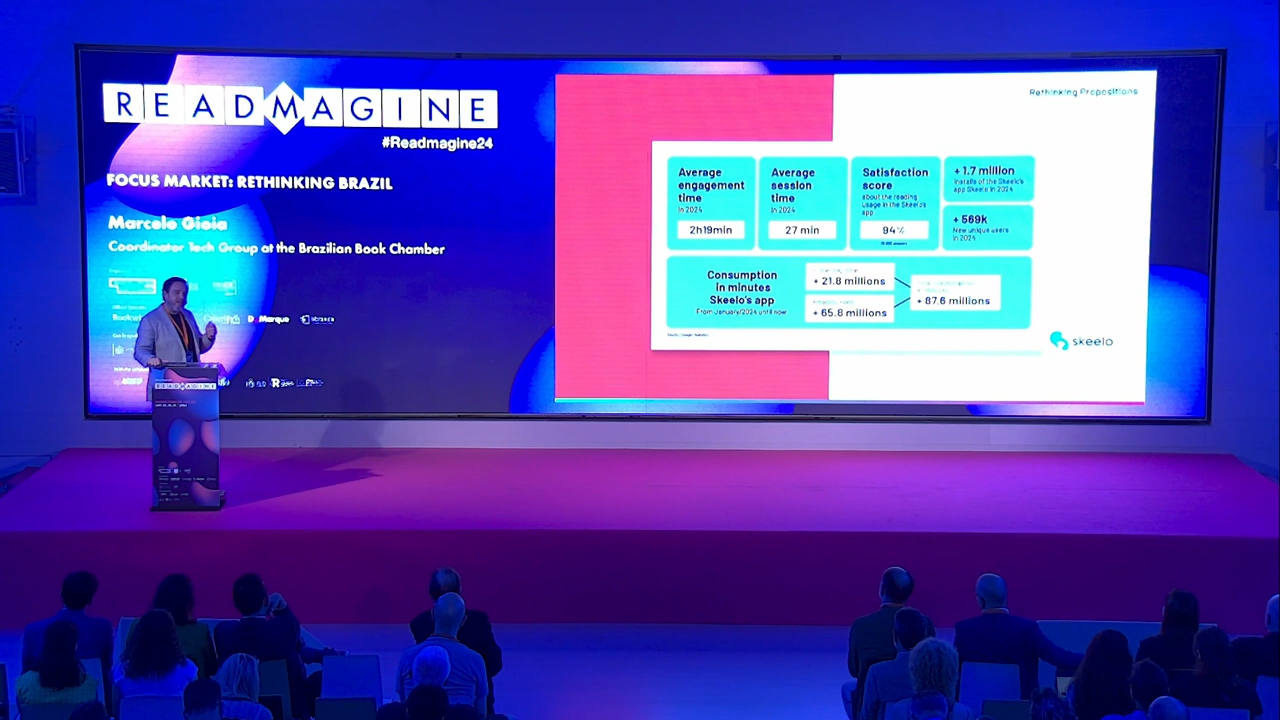 READMAGINE
#Readmagine24
FOCUS MARKET: RETHINKING BRAZIL
Marcelo Gioia
Coordinator Tech Group at the Brazilian Book Chamber
DeMarque
libranda
READMAGINE
Rethinking Propositions
Average
engagement
time
in 2024
2h19min
Average
session
time
in 2024
27 min
Satisfaction
score
about the reading
usage in the Skeelo's
app
94%
+ 1.7 million
installs of the Skeelo's
app Skeelo in 2024
+ 569k
New unique users
in 2024
Consumption
in minutes
Skeelo's app
From January/2024 until now
+ 21.8 millions
+ 65.8 millions
+ 87.6 millions
skeelo